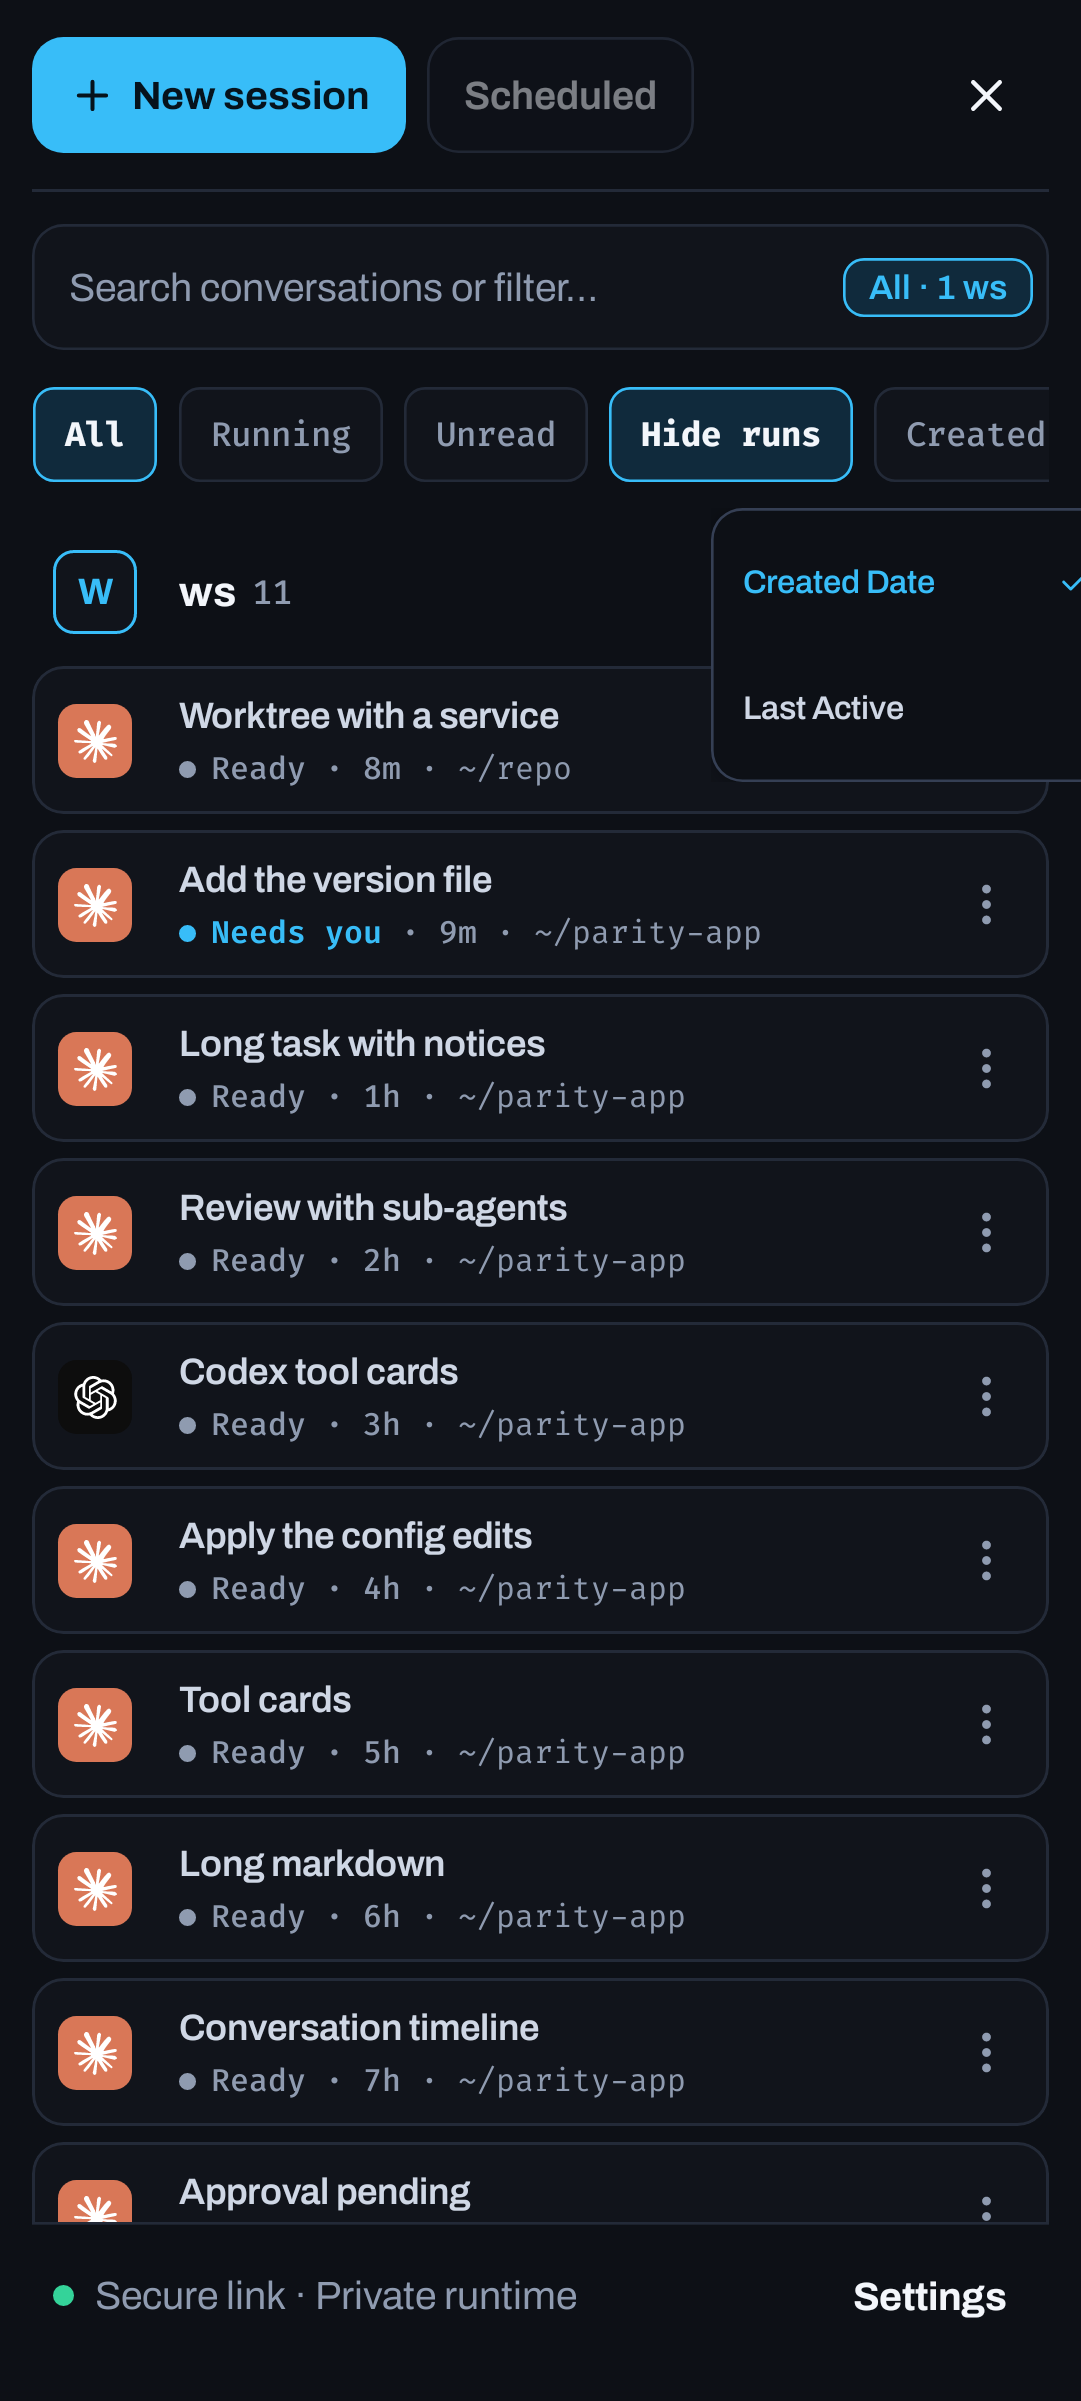 New session
Scheduled
Search conversations or filter...
All · 1 ws
All
Running
Unread
Hide runs
Created
W
ws 11
Created Date
Last Active
Worktree with a service
Ready · 8m · ~/repo
Add the version file
Needs you · 9m · ~/parity-app
Long task with notices
Ready · 1h · ~/parity-app
Review with sub-agents
Ready · 2h · ~/parity-app
Codex tool cards
Ready · 3h · ~/parity-app
Apply the config edits
Ready · 4h · ~/parity-app
Tool cards
Ready · 5h · ~/parity-app
Long markdown
Ready · 6h · ~/parity-app
Conversation timeline
Ready · 7h · ~/parity-app
Approval pending
Secure link · Private runtime
Settings